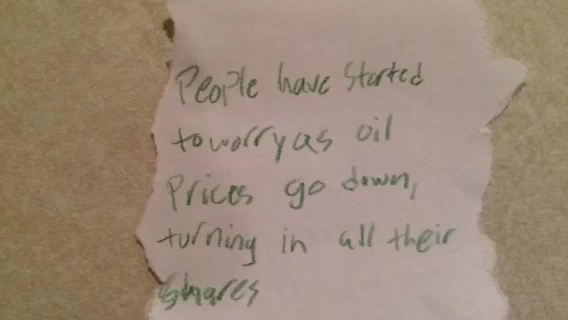 People have started
to worry as oil
Prices go down,
turning in all their
shares